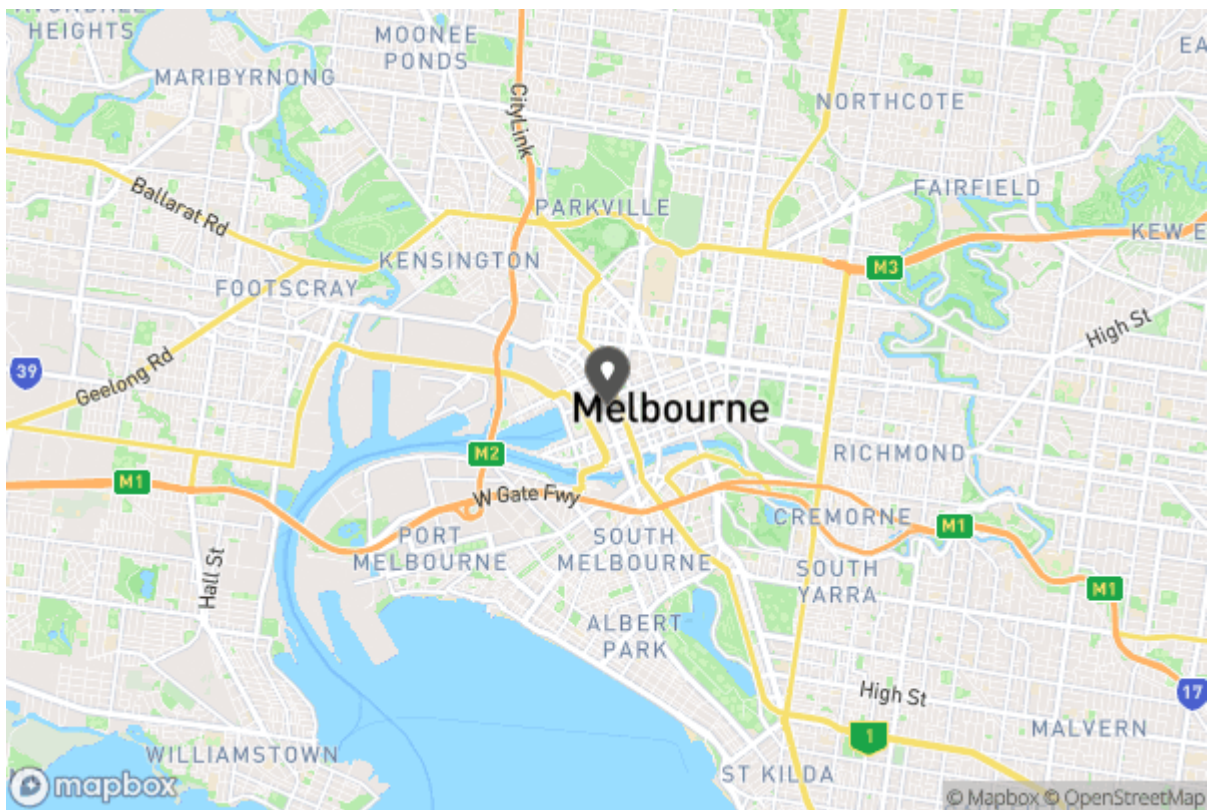 HEIGHTS
MOONEE
PONDS
MARIBYRNONG
CityLink
NORTHCOTE
Ballarat Rd
PARKVILLE
FAIRFIELD
KEW E
KENSINGTON
M3
FOOTSCRAY
High St
39
Geelong Rd
Melbourne
M2
RICHMOND
M1
W Gate Fwy
CREMORNE
M1
PORT
MELBOURNE
SOUTH
MELBOURNE
SOUTH
YARRA
M1
Hall St
ALBERT
PARK
High St
17
MALVERN
1
WILLIAMSTOWN
ST KILDA
mapbox
© Mapbox © OpenStreetMap